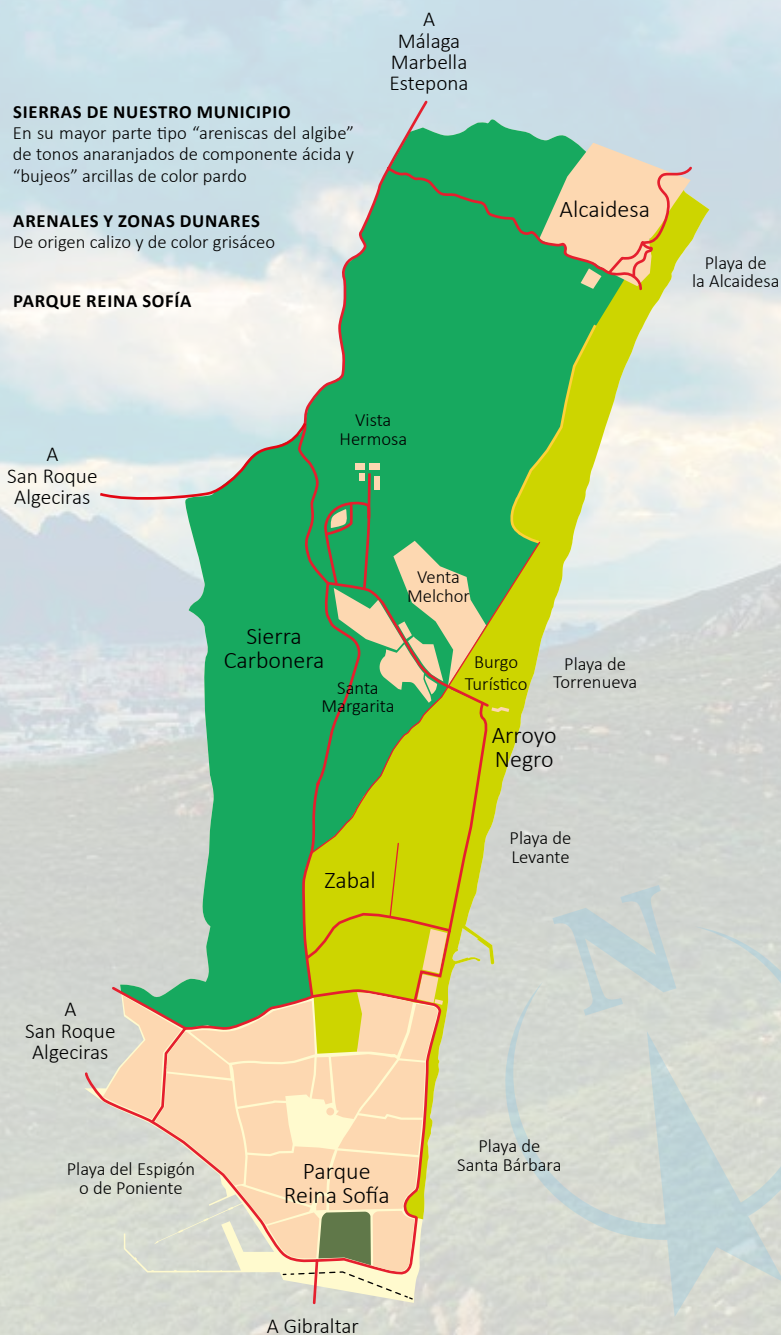 A
Málaga
Marbella
Estepona
SIERRAS DE NUESTRO MUNICIPIO
En su mayor parte tipo “areniscas del algibe”
de tonos anaranjados de componente ácida y
“bujeos” arcillas de color pardo
ARENALES Y ZONAS DUNARES
De origen calizo y de color grisáceo
PARQUE REINA SOFÍA
Alcaidesa
Playa de
la Alcaidesa
Vista
Hermosa
A
San Roque
Algeciras
Venta
Melchor
Sierra
Carbonera
Santa
Margarita
Burgo
Turístico
Playa de
Torrenueva
Arroyo
Negro
Playa de
Levante
Zabal
N
A
San Roque
Algeciras
Playa de
Santa Bárbara
Playa del Espigón
o de Poniente
Parque
Reina Sofía
A Gibraltar